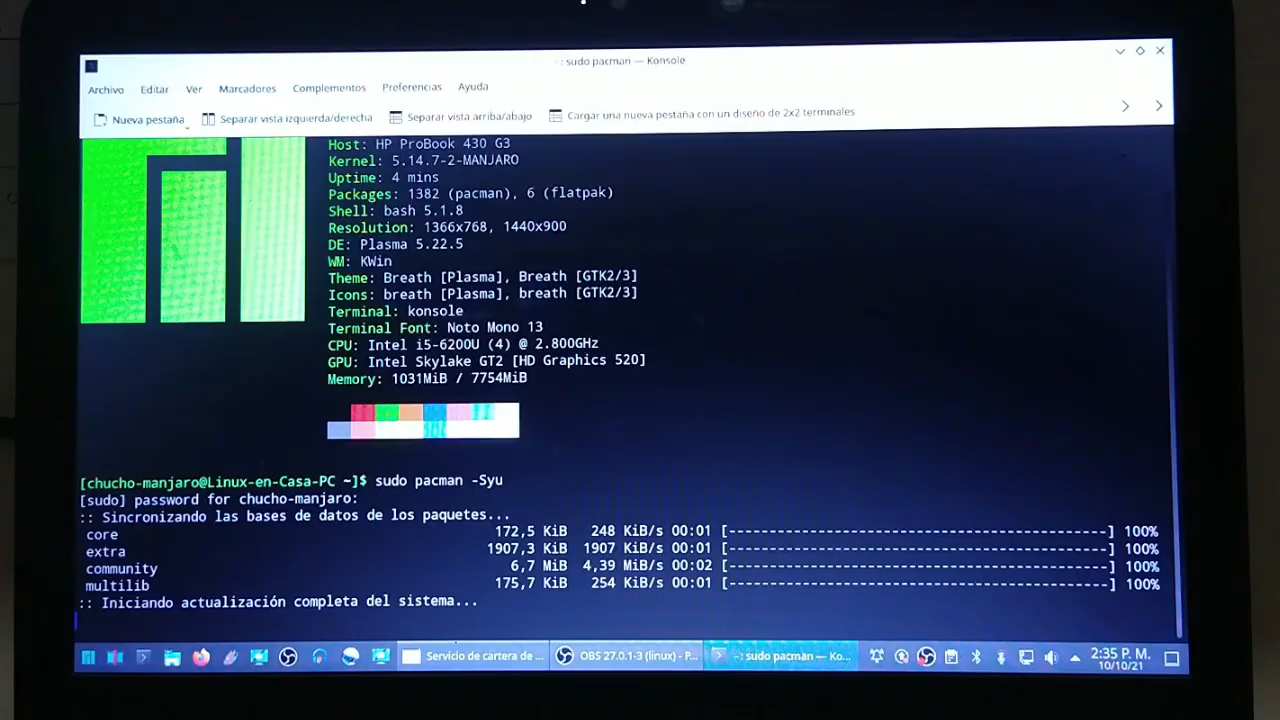 : sudo pacman — Konsole
Archivo Editar Ver Marcadores Complementos Preferencias Ayuda
Nueva pestaña Separar vista izquierda/derecha Separar vista arriba/abajo Cargar una nueva pestaña con un diseño de 2x2 terminales
Host: HP ProBook 430 G3
Kernel: 5.14.7-2-MANJARO
Uptime: 4 mins
Packages: 1382 (pacman), 6 (flatpak)
Shell: bash 5.1.8
Resolution: 1366x768, 1440x900
DE: Plasma 5.22.5
WM: KWin
Theme: Breath [Plasma], Breath [GTK2/3]
Icons: breath [Plasma], breath [GTK2/3]
Terminal: konsole
Terminal Font: Noto Mono 13
CPU: Intel i5-6200U (4) @ 2.800GHz
GPU: Intel Skylake GT2 [HD Graphics 520]
Memory: 1031MiB / 7754MiB
[chucho-manjaro@Linux-en-Casa-PC ~]$ sudo pacman -Syu
[sudo] password for chucho-manjaro:
:: Sincronizando las bases de datos de los paquetes...
core 172,5 KiB 248 KiB/s 00:01 [------------------------------------------------] 100%
extra 1907,3 KiB 1907 KiB/s 00:01 [------------------------------------------------] 100%
community 6,7 MiB 4,39 MiB/s 00:02 [------------------------------------------------] 100%
multilib 175,7 KiB 254 KiB/s 00:01 [------------------------------------------------] 100%
:: Iniciando actualización completa del sistema...
Servicio de cartera de ... OBS 27.0.1-3 (linux) - P... ~ : sudo pacman — Ko... 2:35 P. M.
10/10/21